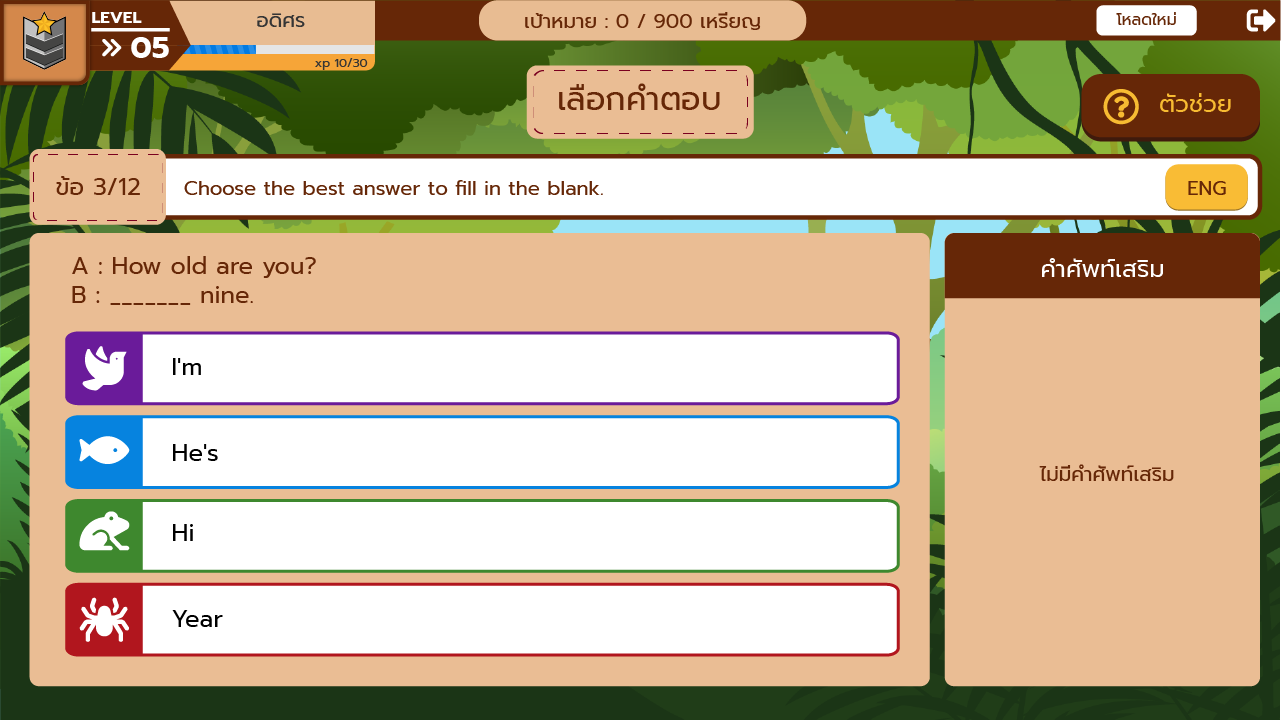 LEVEL
05
อดิศร
xp 10/30
เป้าหมาย : 0 / 900 เหรียญ
โหลดใหม่
เลือกคำตอบ
ตัวช่วย
ข้อ 3/12
Choose the best answer to fill in the blank.
ENG
A : How old are you?
B : _______ nine.
I'm
He's
Hi
Year
คำศัพท์เสริม
ไม่มีคำศัพท์เสริม